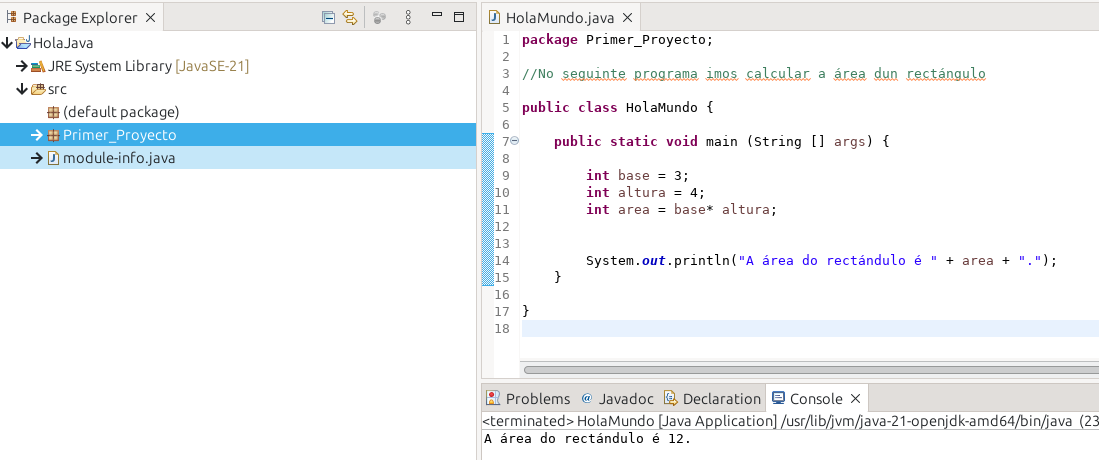 Package Explorer
HolaJava
JRE System Library [JavaSE-21]
src
(default package)
Primer_Proyecto
module-info.java
HolaMundo.java
1 package Primer_Proyecto;
2
3 //No seguinte programa imos calcular a área dun rectángulo
4
5 public class HolaMundo {
6
7 public static void main (String [] args) {
8
9 int base = 3;
10 int altura = 4;
11 int area = base* altura;
12
13
14 System.out.println("A área do rectándulo é " + area + ".");
15 }
16
17 }
18
Problems @ Javadoc Declaration Console
<terminated> HolaMundo [Java Application] /usr/lib/jvm/java-21-openjdk-amd64/bin/java (23
A área do rectándulo é 12.